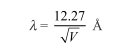 λ = 12.27 / √V Å